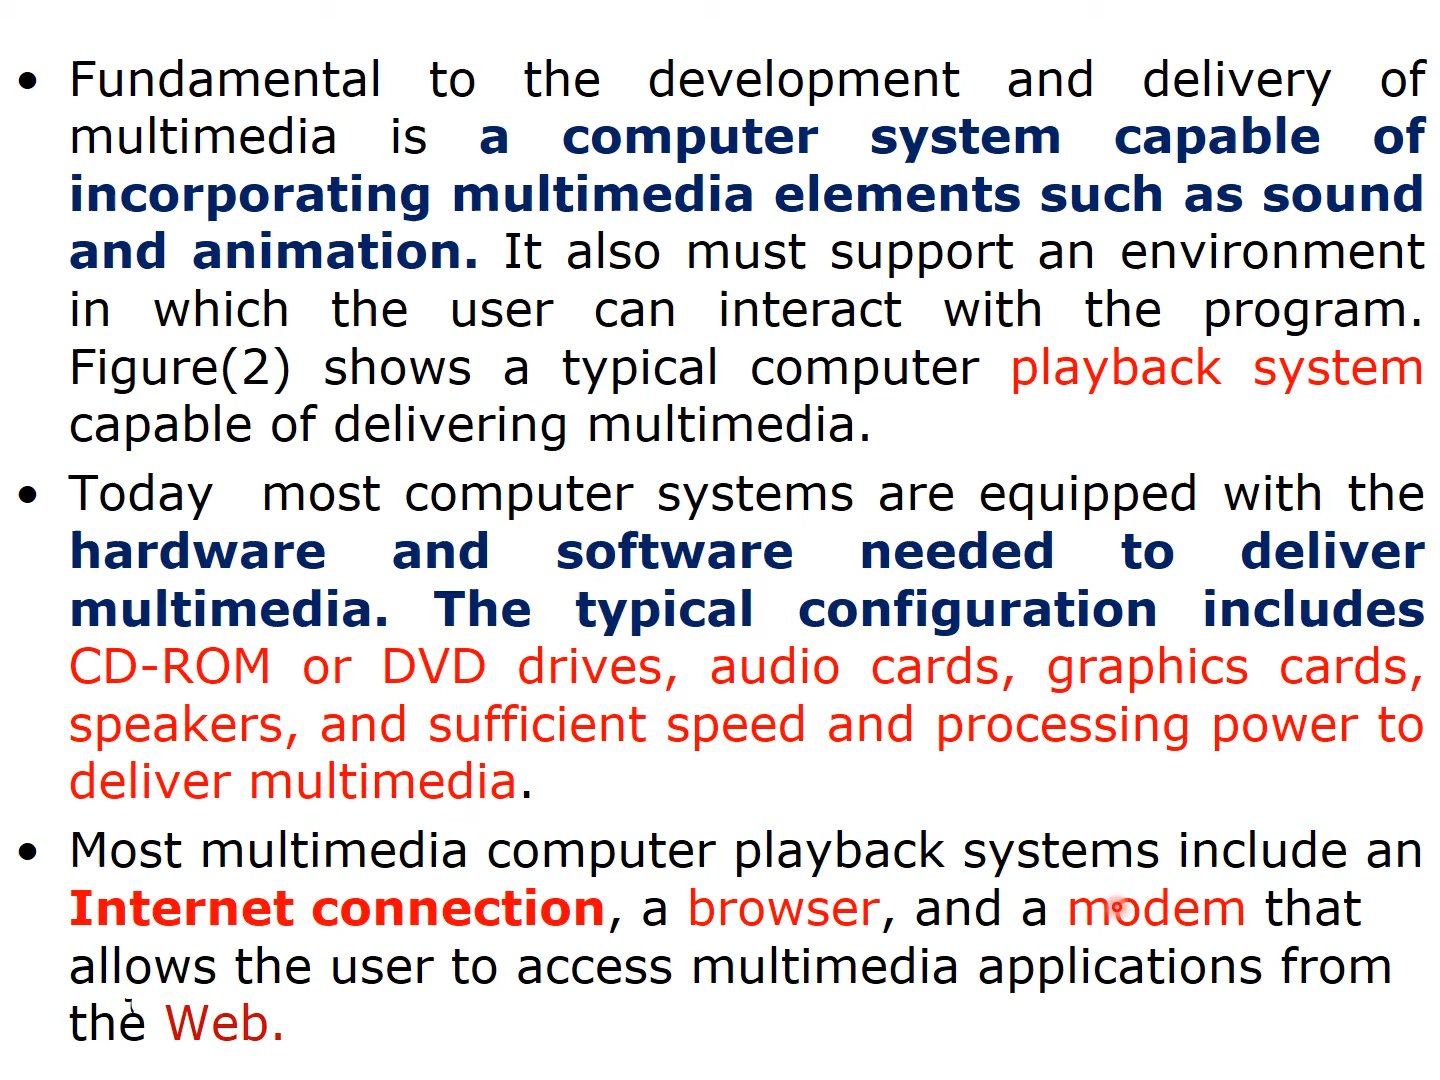 • Fundamental to the development and delivery of
multimedia is a computer system capable of
incorporating multimedia elements such as sound
and animation. It also must support an environment
in which the user can interact with the program.
Figure(2) shows a typical computer playback system
capable of delivering multimedia.
• Today most computer systems are equipped with the
hardware and software needed to deliver
multimedia. The typical configuration includes
CD-ROM or DVD drives, audio cards, graphics cards,
speakers, and sufficient speed and processing power to
deliver multimedia.
• Most multimedia computer playback systems include an
Internet connection, a browser, and a modem that
allows the user to access multimedia applications from
the Web.